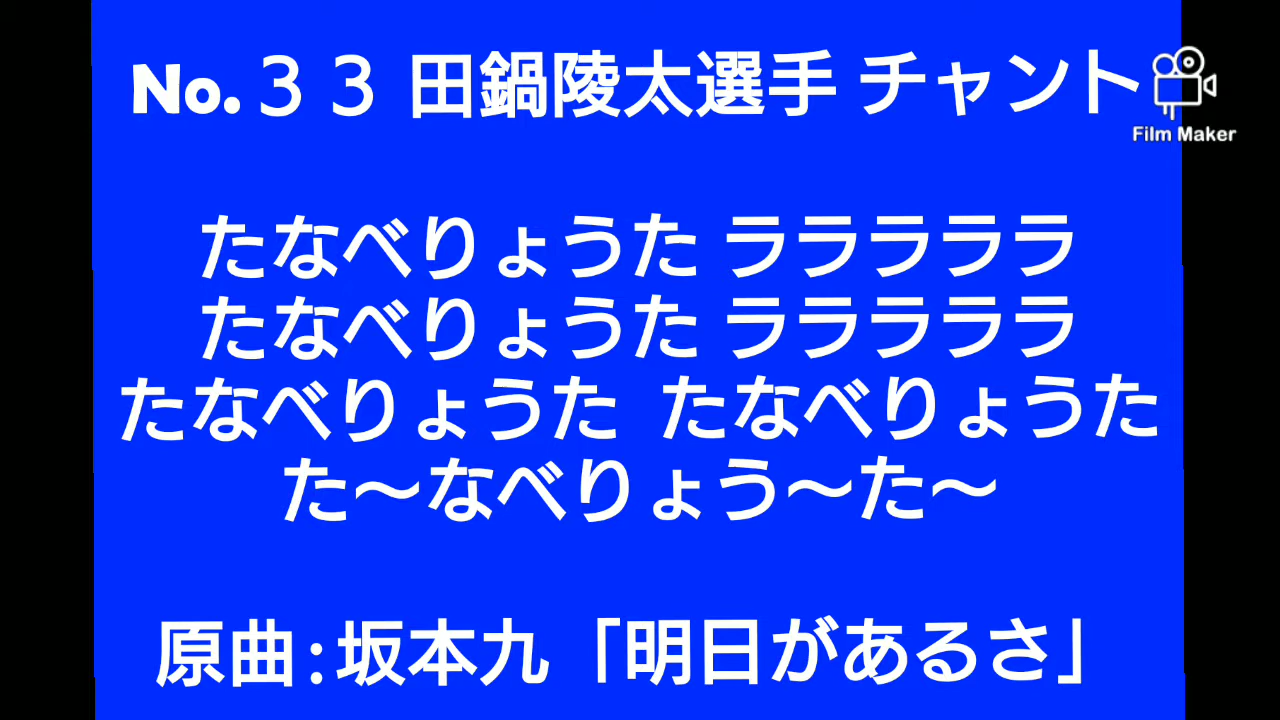 No.３３ 田鍋陵太選手 チャント
Film Maker
たなべりょうた ラララララ
たなべりょうた ラララララ
たなべりょうた たなべりょうた
た〜なべりょう〜た〜
原曲:坂本九「明日があるさ」